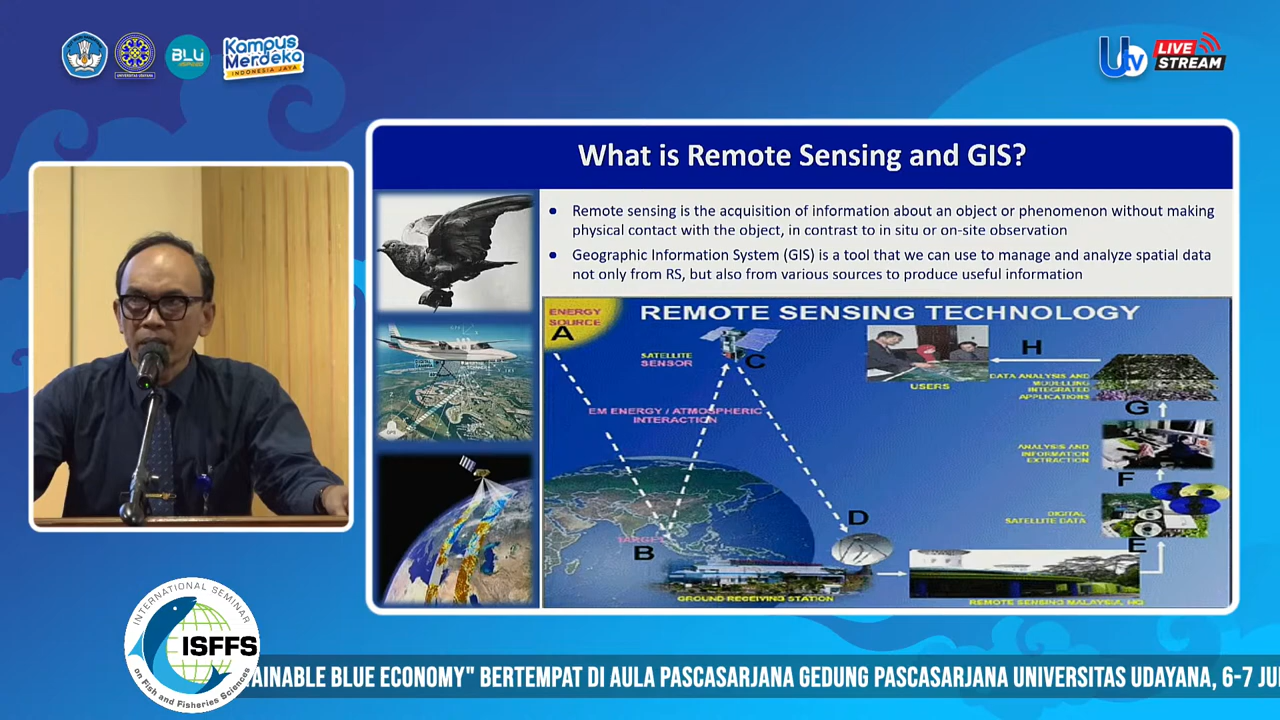 UNIVERSITAS UDAYANA
BLU
SPEED
Kampus
Merdeka
INDONESIA JAYA
Utv
LIVE
STREAM
What is Remote Sensing and GIS?
● Remote sensing is the acquisition of information about an object or phenomenon without making
physical contact with the object, in contrast to in situ or on-site observation
● Geographic Information System (GIS) is a tool that we can use to manage and analyze spatial data
not only from RS, but also from various sources to produce useful information
REMOTE SENSING TECHNOLOGY
ENERGY
SOURCE
A
SATELLITE
SENSOR
C
USERS
H
DATA ANALYSIS AND
MODELLING
INTEGRATED
APPLICATIONS
G
EM ENERGY / ATMOSPHERIC
INTERACTION
ANALYSIS AND
INFORMATION
EXTRACTION
F
DIGITAL
SATELLITE DATA
E
D
TARGET
B
GROUND RECEIVING STATION
REMOTE SENSING MALAYSIA, HQ
INTERNATIONAL SEMINAR
ISFFS
on Fish and Fisheries Sciences
AINABLE BLUE ECONOMY" BERTEMPAT DI AULA PASCASARJANA GEDUNG PASCASARJANA UNIVERSITAS UDAYANA, 6-7 JU